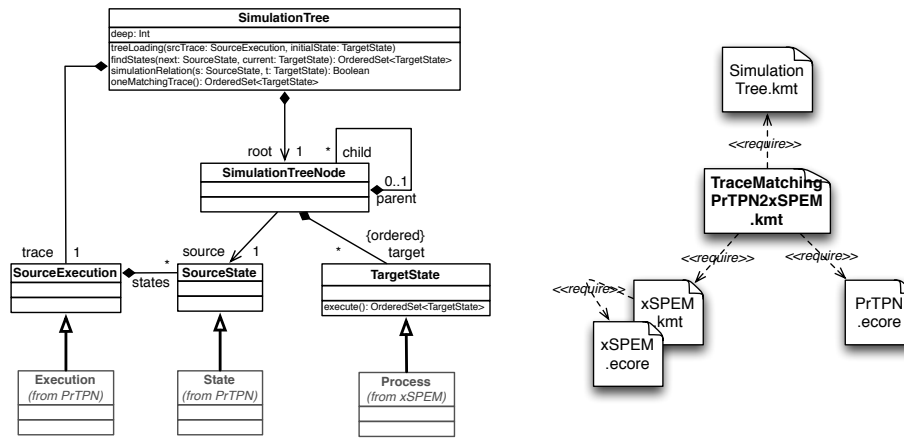 SimulationTree
deep: Int
treeLoading(srcTrace: SourceExecution, initialState: TargetState)
findStates(next: SourceState, current: TargetState): OrderedSet<TargetState>
simulationRelation(s: SourceState, t: TargetState): Boolean
oneMatchingTrace(): OrderedSet<TargetState>
root 1 * child
SimulationTreeNode
0..1
parent
{ordered}
trace 1 * source 1 * target
SourceExecution
states
SourceState
TargetState
execute(): OrderedSet<TargetState>
Execution
(from PrTPN)
State
(from PrTPN)
Process
(from xSPEM)
Simulation
Tree.kmt
<<require>>
TraceMatching
PrTPN2xSPEM
.kmt
<<require>> <<require>>
<<require>>
xSPEM
.kmt
PrTPN
.ecore
xSPEM
.ecore